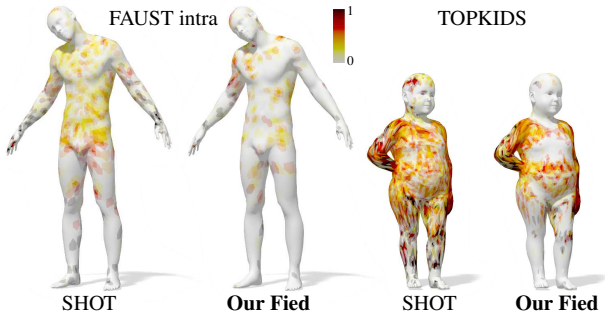 FAUST intra
1
0
TOPKIDS
SHOT
Our Fied
SHOT
Our Fied